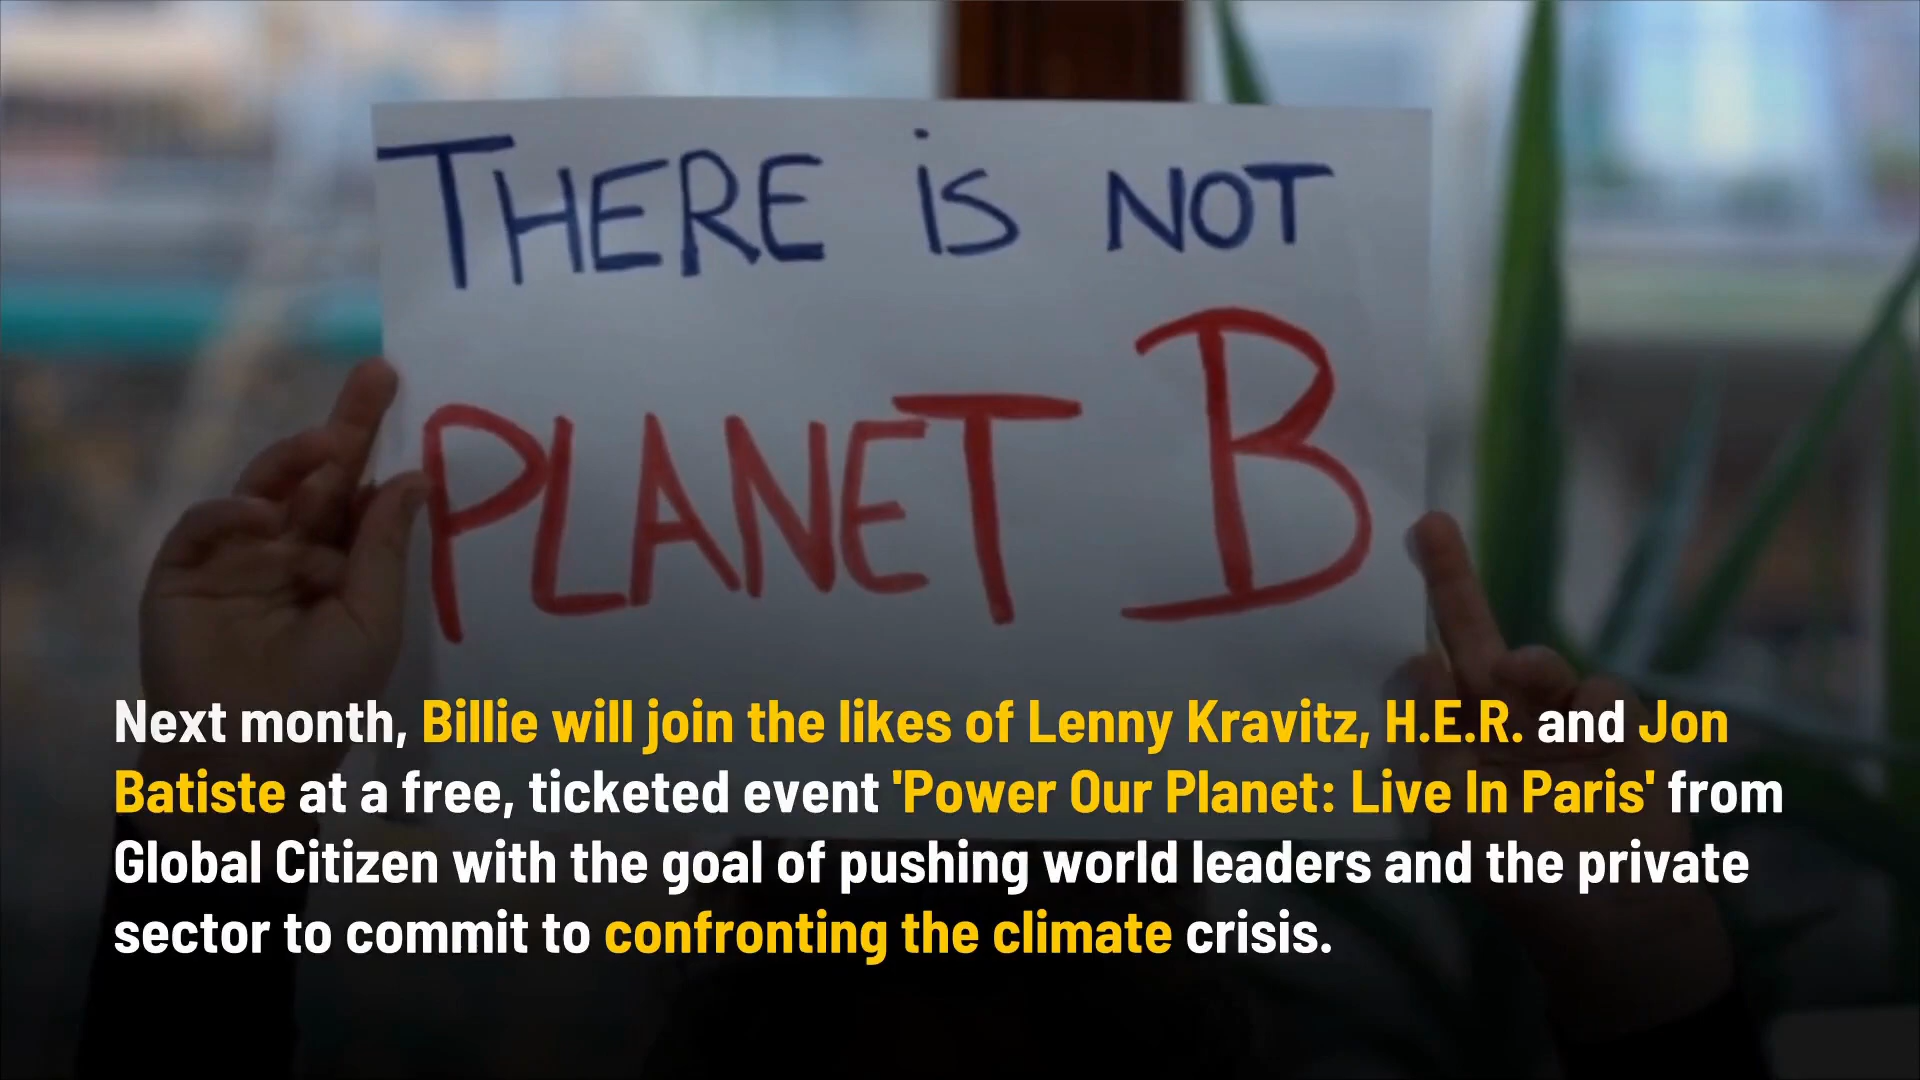 THERE iS NOT
PLANET B
Next month, Billie will join the likes of Lenny Kravitz, H.E.R. and Jon
Batiste at a free, ticketed event 'Power Our Planet: Live In Paris' from
Global Citizen with the goal of pushing world leaders and the private
sector to commit to confronting the climate crisis.